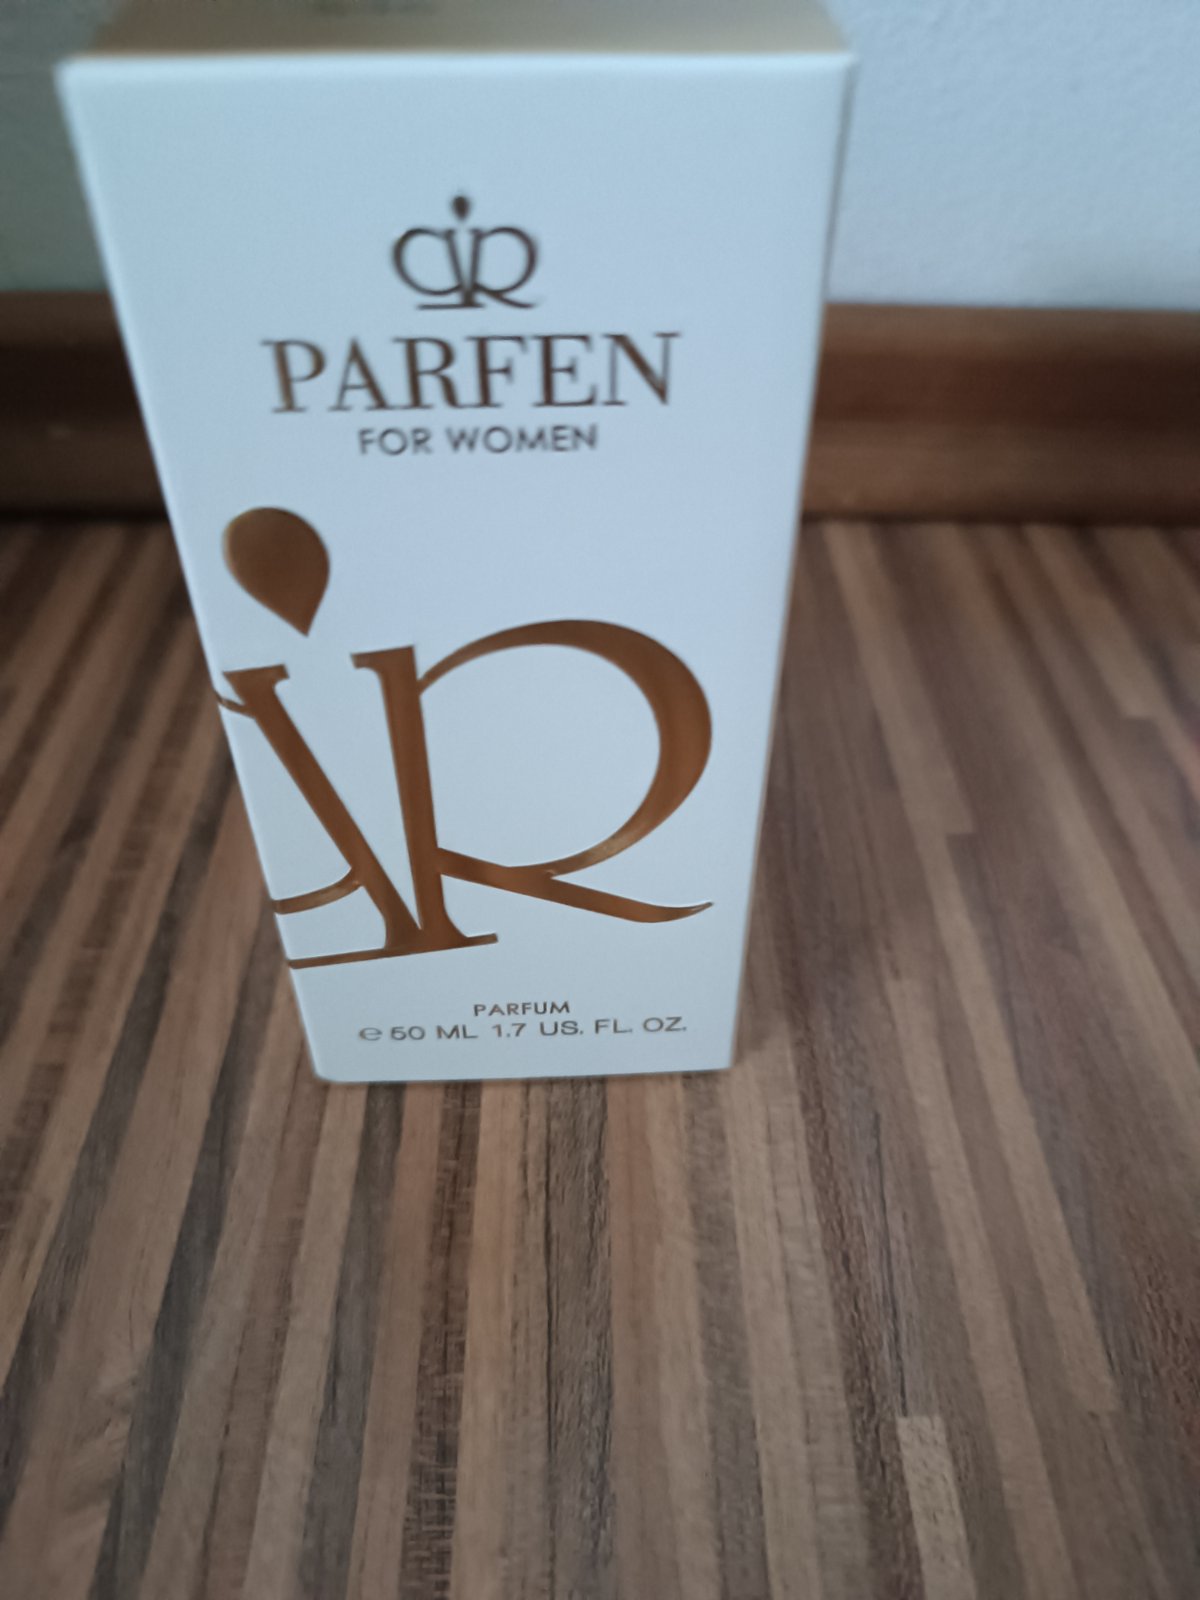 PARFEN
FOR WOMEN
PARFUM
℮ 50 ML 1.7 US. FL. OZ.